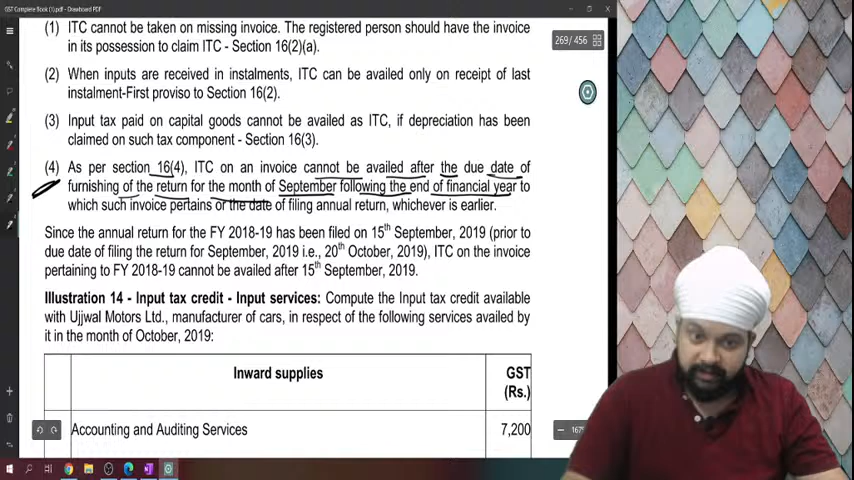 GST Complete Book (1).pdf - Drawboard PDF
(1) ITC cannot be taken on missing invoice. The registered person should have the invoice
in its possession to claim ITC - Section 16(2)(a).
269/ 456
(2) When inputs are received in instalments, ITC can be availed only on receipt of last
instalment-First proviso to Section 16(2).
(3) Input tax paid on capital goods cannot be availed as ITC, if depreciation has been
claimed on such tax component - Section 16(3).
(4) As per section 16(4), ITC on an invoice cannot be availed after the due date of
furnishing of the return for the month of September following the end of financial year to
which such invoice pertains or the date of filing annual return, whichever is earlier.
Since the annual return for the FY 2018-19 has been filed on 15th September, 2019 (prior to
due date of filing the return for September, 2019 i.e., 20th October, 2019), ITC on the invoice
pertaining to FY 2018-19 cannot be availed after 15th September, 2019.
Illustration 14 - Input tax credit - Input services: Compute the Input tax credit available
with Ujjwal Motors Ltd., manufacturer of cars, in respect of the following services availed by
it in the month of October, 2019:
Inward supplies GST
(Rs.)
Accounting and Auditing Services 7,200